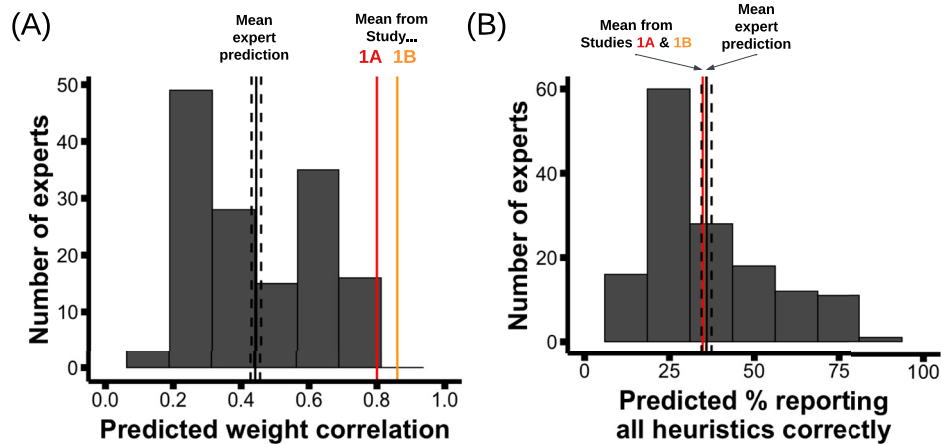 (A)
Mean
expert
prediction
Mean from
Study...
1A 1B
Number of experts
50
40
30
20
10
0
0.0 0.2 0.4 0.6 0.8 1.0
Predicted weight correlation
(B)
Mean from
Studies 1A & 1B
Mean
expert
prediction
Number of experts
60
40
20
0
0 25 50 75 100
Predicted % reporting
all heuristics correctly